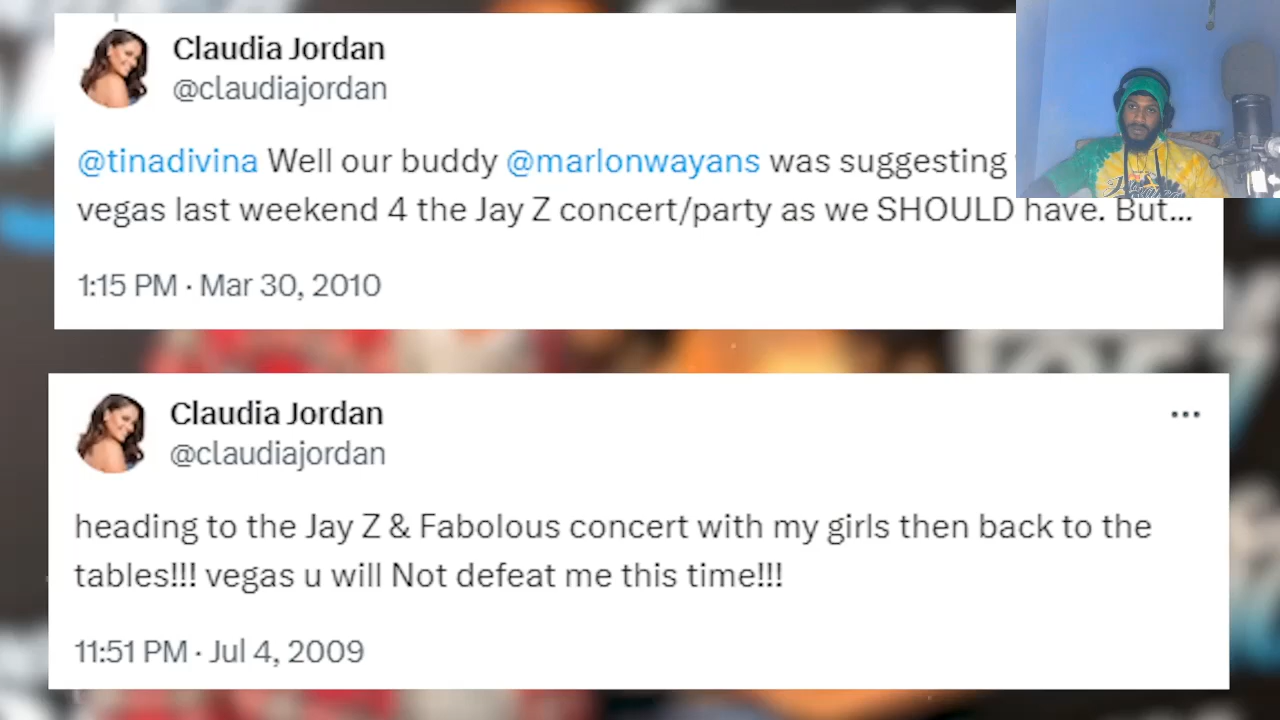 Claudia Jordan
@claudiajordan
@tinadivina Well our buddy @marlonwayans was suggesting
vegas last weekend 4 the Jay Z concert/party as we SHOULD have. But...
1:15 PM · Mar 30, 2010
Claudia Jordan
@claudiajordan
heading to the Jay Z & Fabolous concert with my girls then back to the
tables!!! vegas u will Not defeat me this time!!!
11:51 PM · Jul 4, 2009